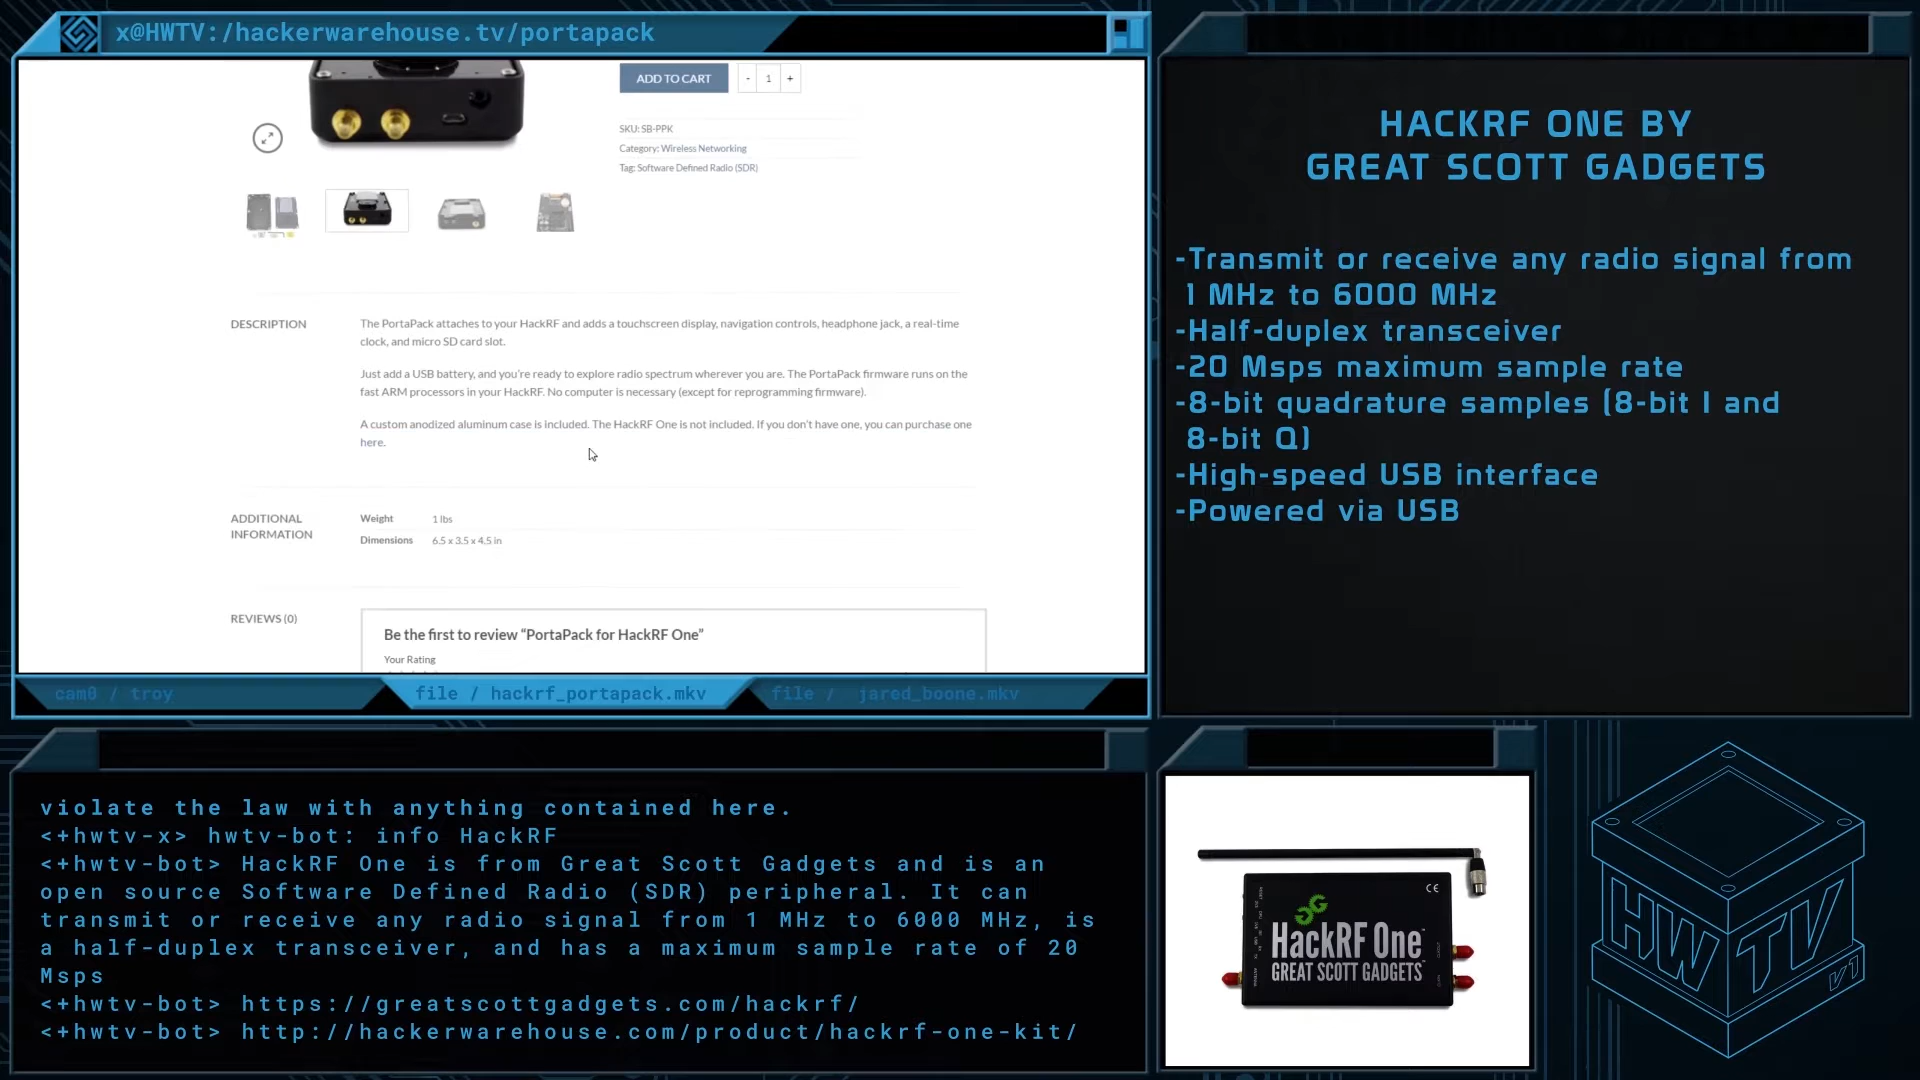 x@HWTV:/hackerwarehouse.tv/portapack
ADD TO CART
- 1 +
SKU: SB-PPK
Category: Wireless Networking
Tag: Software Defined Radio (SDR)
DESCRIPTION
The PortaPack attaches to your HackRF and adds a touchscreen display, navigation controls, headphone jack, a real-time
clock, and micro SD card slot.
Just add a USB battery, and you're ready to explore radio spectrum wherever you are. The PortaPack firmware runs on the
fast ARM processors in your HackRF. No computer is necessary (except for reprogramming firmware).
A custom anodized aluminum case is included. The HackRF One is not included. If you don't have one, you can purchase one
here.
ADDITIONAL
INFORMATION
Weight 1 lbs
Dimensions 6.5 x 3.5 x 4.5 in
REVIEWS (0)
Be the first to review “PortaPack for HackRF One”
Your Rating
cam0 / troy
file / hackrf_portapack.mkv
file / jared_boone.mkv
HACKRF ONE BY
GREAT SCOTT GADGETS
-Transmit or receive any radio signal from
1 MHz to 6000 MHz
-Half-duplex transceiver
-20 Msps maximum sample rate
-8-bit quadrature samples (8-bit I and
8-bit Q)
-High-speed USB interface
-Powered via USB
violate the law with anything contained here.
<+hwtv-x> hwtv-bot: info HackRF
<+hwtv-bot> HackRF One is from Great Scott Gadgets and is an
open source Software Defined Radio (SDR) peripheral. It can
transmit or receive any radio signal from 1 MHz to 6000 MHz, is
a half-duplex transceiver, and has a maximum sample rate of 20
Msps
<+hwtv-bot> https://greatscottgadgets.com/hackrf/
<+hwtv-bot> http://hackerwarehouse.com/product/hackrf-one-kit/
CE
HackRF One
GREAT SCOTT GADGETS
HW TV
v1